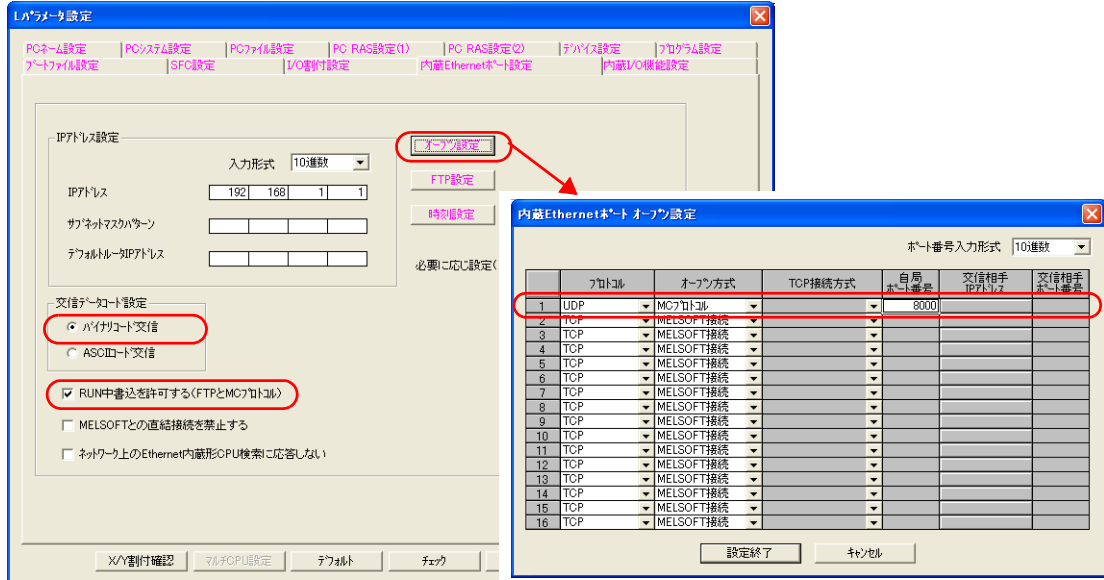 Lﾊﾟﾗﾒｰﾀ設定
PCﾈｰﾑ設定 PCｼｽﾃﾑ設定 PCﾌｧｲﾙ設定 PC RAS設定(1) PC RAS設定(2) ﾃﾞﾊﾞｲｽ設定 ﾌﾟﾛｸﾞﾗﾑ設定
ﾌﾞｰﾄﾌｧｲﾙ設定 SFC設定 I/O割付設定 内蔵Ethernetﾎﾟｰﾄ設定 内蔵I/O機能設定
IPｱﾄﾞﾚｽ設定
入力形式 10進数
IPｱﾄﾞﾚｽ 192 168 1 1
ｻﾌﾞﾈｯﾄﾏｽｸﾊﾟﾀｰﾝ
ﾃﾞﾌｫﾙﾄﾙｰﾀIPｱﾄﾞﾚｽ
ｵｰﾌﾟﾝ設定
FTP設定
時刻設定
必要に応じ設定(
交信ﾃﾞｰﾀｺｰﾄﾞ設定
ﾊﾞｲﾅﾘｺｰﾄﾞ交信
ASCIIｺｰﾄﾞ交信
RUN中書込を許可する(FTPとMCﾌﾟﾛﾄｺﾙ)
MELSOFTとの直結接続を禁止する
ﾈｯﾄﾜｰｸ上のEthernet内蔵形CPU検索に応答しない
X/Y割付確認 ﾏﾙﾁCPU設定 ﾃﾞﾌｫﾙﾄ ﾁｪｯｸ
内蔵Ethernetﾎﾟｰﾄ ｵｰﾌﾟﾝ設定
ﾎﾟｰﾄ番号入力形式 10進数
ﾌﾟﾛﾄｺﾙ ｵｰﾌﾟﾝ方式 TCP接続方式 自局ﾎﾟｰﾄ番号 交信相手IPｱﾄﾞﾚｽ 交信相手ﾎﾟｰﾄ番号
1 UDP MCﾌﾟﾛﾄｺﾙ 8000
2 TCP MELSOFT接続
3 TCP MELSOFT接続
4 TCP MELSOFT接続
5 TCP MELSOFT接続
6 TCP MELSOFT接続
7 TCP MELSOFT接続
8 TCP MELSOFT接続
9 TCP MELSOFT接続
10 TCP MELSOFT接続
11 TCP MELSOFT接続
12 TCP MELSOFT接続
13 TCP MELSOFT接続
14 TCP MELSOFT接続
15 TCP MELSOFT接続
16 TCP MELSOFT接続
設定終了 ｷｬﾝｾﾙ